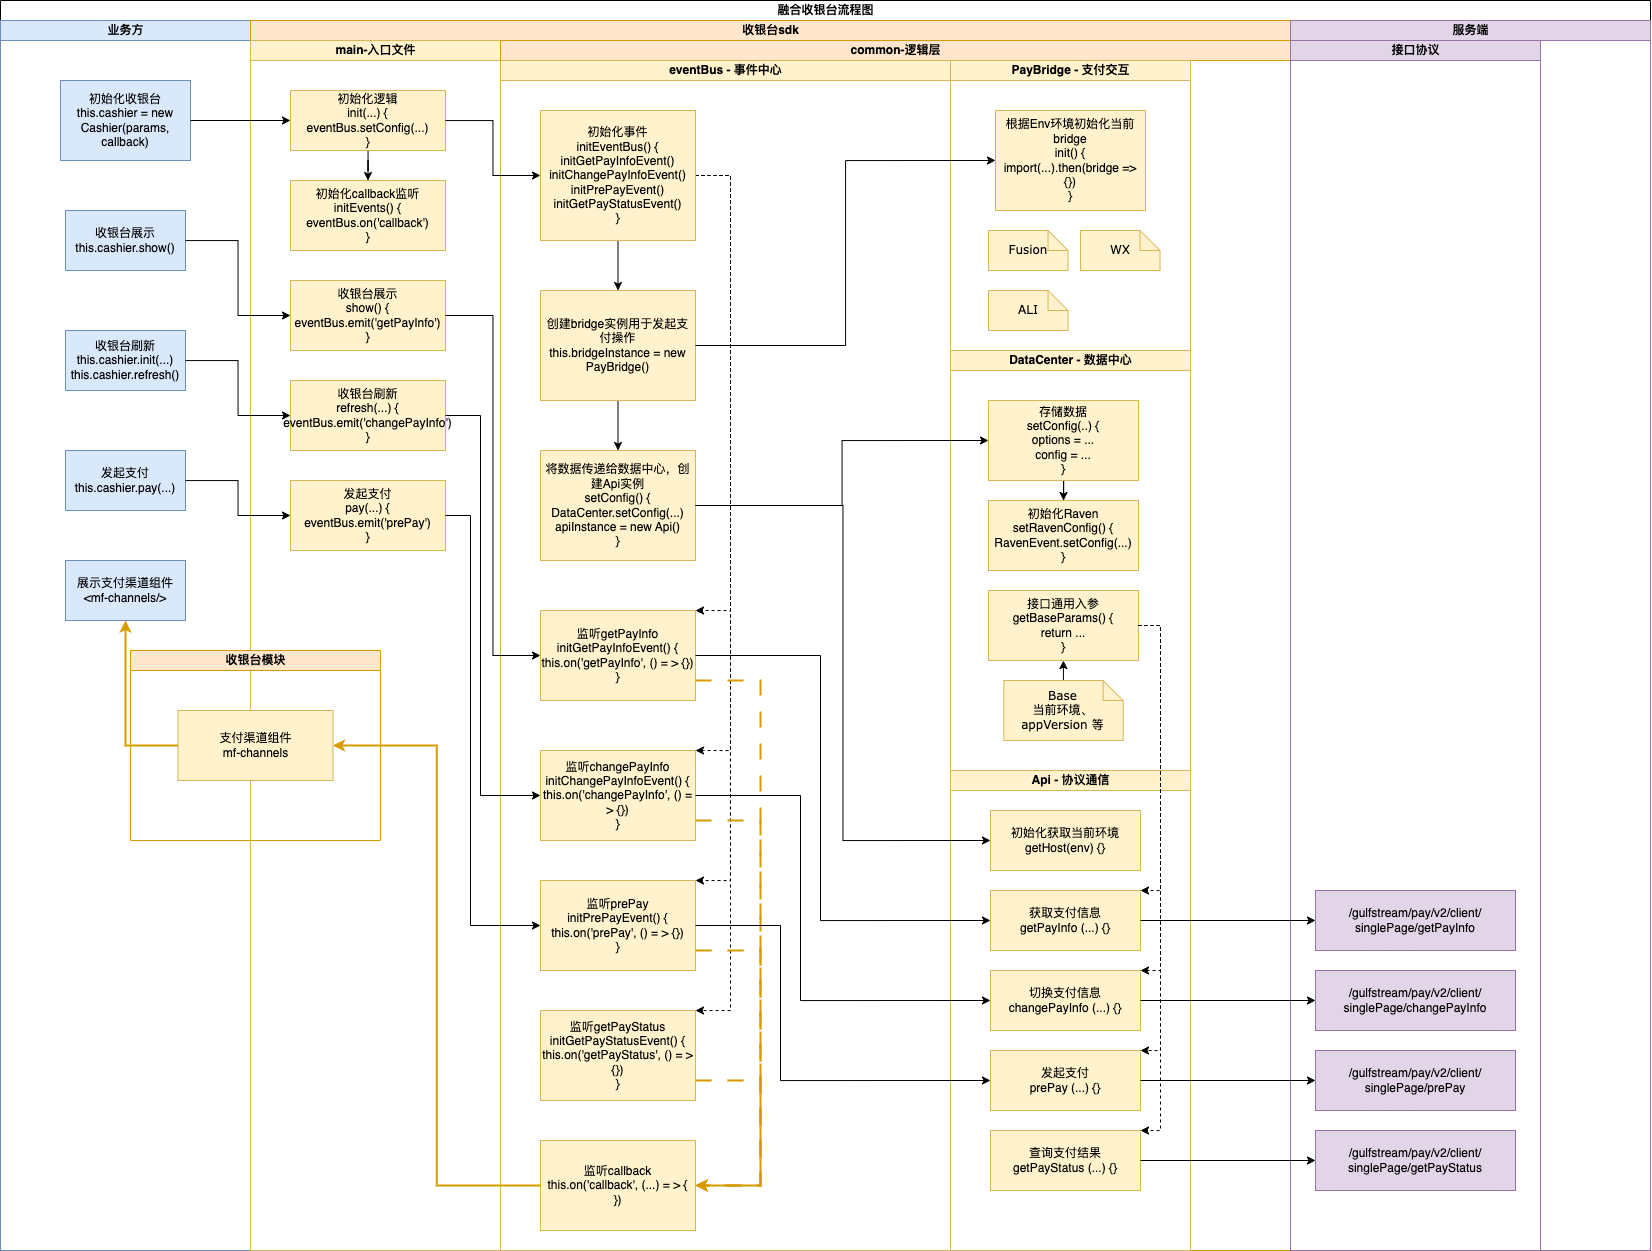 融合收银台流程图
业务方
收银台sdk
服务端
main-入口文件
common-逻辑层
接口协议
eventBus - 事件中心
PayBridge - 支付交互
初始化收银台
this.cashier = new
Cashier(params,
callback)
收银台展示
this.cashier.show()
收银台刷新
this.cashier.init(...)
this.cashier.refresh()
发起支付
this.cashier.pay(...)
展示支付渠道组件
<mf-channels/>
收银台模块
支付渠道组件
mf-channels
初始化逻辑
init(...) {
eventBus.setConfig(...)
}
初始化callback监听
initEvents() {
eventBus.on('callback')
}
收银台展示
show() {
eventBus.emit('getPayInfo')
}
收银台刷新
refresh(...) {
eventBus.emit('changePayInfo')
}
发起支付
pay(...) {
eventBus.emit('prePay')
}
初始化事件
initEventBus() {
initGetPayInfoEvent()
initChangePayInfoEvent()
initPrePayEvent()
initGetPayStatusEvent()
}
创建bridge实例用于发起支
付操作
this.bridgeInstance = new
PayBridge()
将数据传递给数据中心，创
建Api实例
setConfig() {
DataCenter.setConfig(...)
apiInstance = new Api()
}
监听getPayInfo
initGetPayInfoEvent() {
this.on('getPayInfo', () = > {})
}
监听changePayInfo
initChangePayInfoEvent() {
this.on('changePayInfo', () =
> {})
}
监听prePay
initPrePayEvent() {
this.on('prePay', () = > {})
}
监听getPayStatus
initGetPayStatusEvent() {
this.on('getPayStatus', () = >
{})
}
监听callback
this.on('callback', (...) = > {
})
根据Env环境初始化当前
bridge
init() {
import(...).then(bridge =>
{})
}
Fusion
WX
ALI
DataCenter - 数据中心
存储数据
setConfig(..) {
options = ...
config = ...
}
初始化Raven
setRavenConfig() {
RavenEvent.setConfig(...)
}
接口通用入参
getBaseParams() {
return ...
}
Base
当前环境、
appVersion 等
Api - 协议通信
初始化获取当前环境
getHost(env) {}
获取支付信息
getPayInfo (...) {}
切换支付信息
changePayInfo (...) {}
发起支付
prePay (...) {}
查询支付结果
getPayStatus (...) {}
/gulfstream/pay/v2/client/
singlePage/getPayInfo
/gulfstream/pay/v2/client/
singlePage/changePayInfo
/gulfstream/pay/v2/client/
singlePage/prePay
/gulfstream/pay/v2/client/
singlePage/getPayStatus